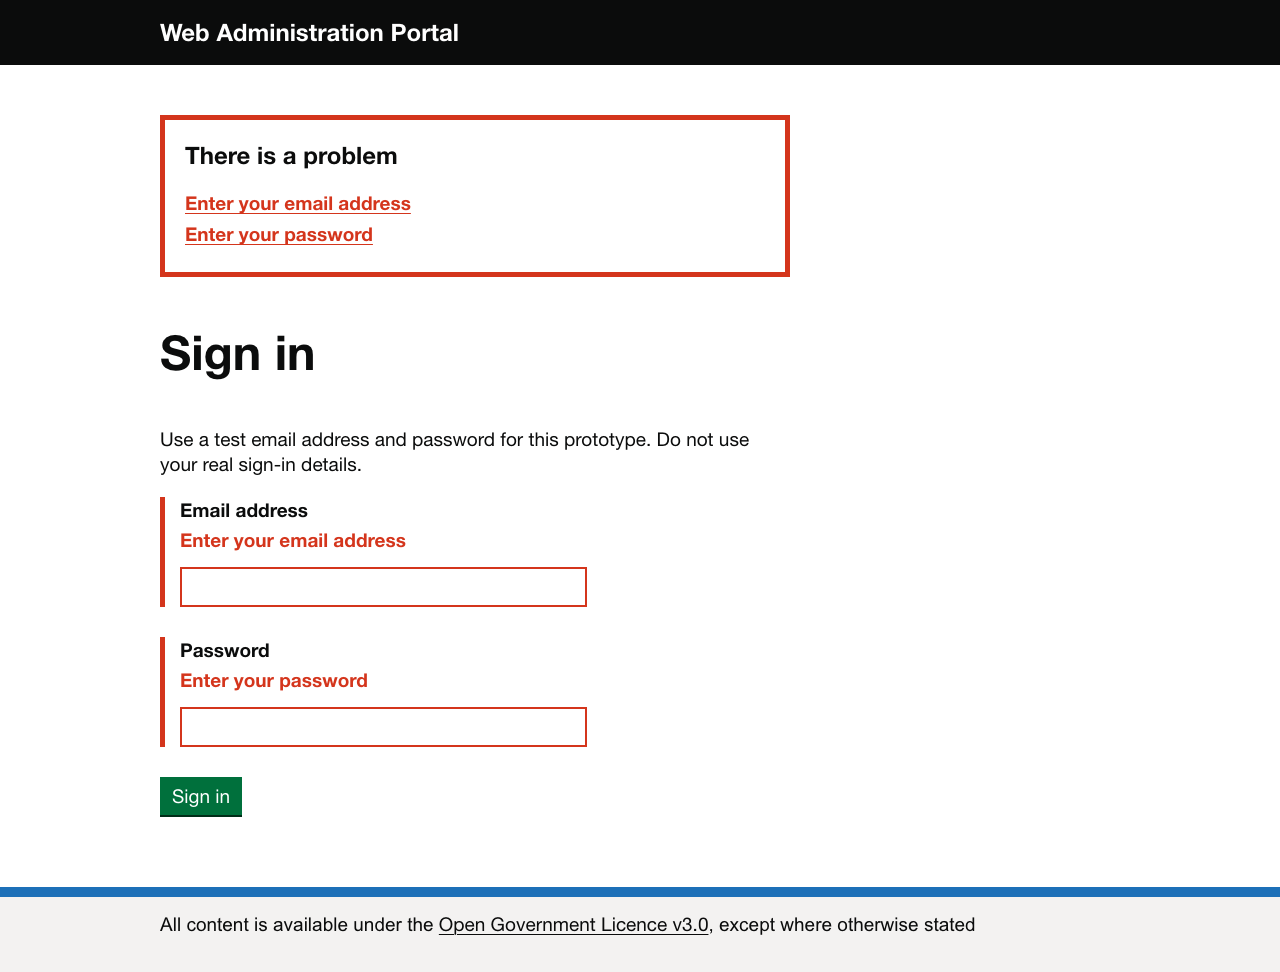 Web Administration Portal
There is a problem
Enter your email address
Enter your password
Sign in
Use a test email address and password for this prototype. Do not use
your real sign-in details.
Email address
Enter your email address
Password
Enter your password
Sign in
All content is available under the Open Government Licence v3.0, except where otherwise stated